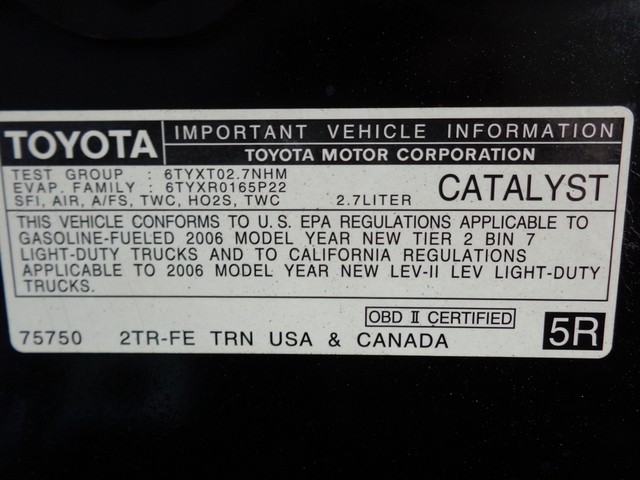 TOYOTA
IMPORTANT VEHICLE INFORMATION
TOYOTA MOTOR CORPORATION
TEST GROUP : 6TYXT02.7NHM
EVAP. FAMILY : 6TYXR0165P22
SFI, AIR, A/FS, TWC, HO2S, TWC 2.7LITER
CATALYST
THIS VEHICLE CONFORMS TO U.S. EPA REGULATIONS APPLICABLE TO
GASOLINE-FUELED 2006 MODEL YEAR NEW TIER 2 BIN 7
LIGHT-DUTY TRUCKS AND TO CALIFORNIA REGULATIONS
APPLICABLE TO 2006 MODEL YEAR NEW LEV-II LEV LIGHT-DUTY
TRUCKS.
OBD II CERTIFIED
75750 2TR-FE TRN USA & CANADA 5R